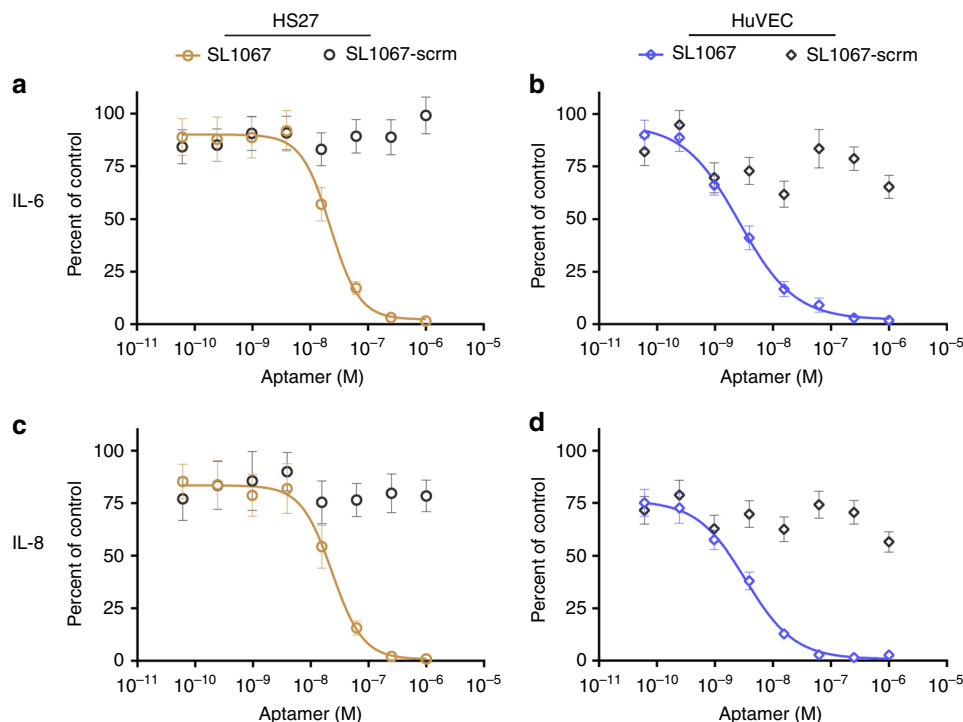 HS27
HuVEC
SL1067 SL1067-scrm
SL1067 SL1067-scrm
a
IL-6
Percent of control
100
75
50
25
0
10⁻¹¹ 10⁻¹⁰ 10⁻⁹ 10⁻⁸ 10⁻⁷ 10⁻⁶ 10⁻⁵
Aptamer (M)
b
Percent of control
100
75
50
25
0
10⁻¹¹ 10⁻¹⁰ 10⁻⁹ 10⁻⁸ 10⁻⁷ 10⁻⁶ 10⁻⁵
Aptamer (M)
c
IL-8
Percent of control
100
75
50
25
0
10⁻¹¹ 10⁻¹⁰ 10⁻⁹ 10⁻⁸ 10⁻⁷ 10⁻⁶ 10⁻⁵
Aptamer (M)
d
Percent of control
100
75
50
25
0
10⁻¹¹ 10⁻¹⁰ 10⁻⁹ 10⁻⁸ 10⁻⁷ 10⁻⁶ 10⁻⁵
Aptamer (M)